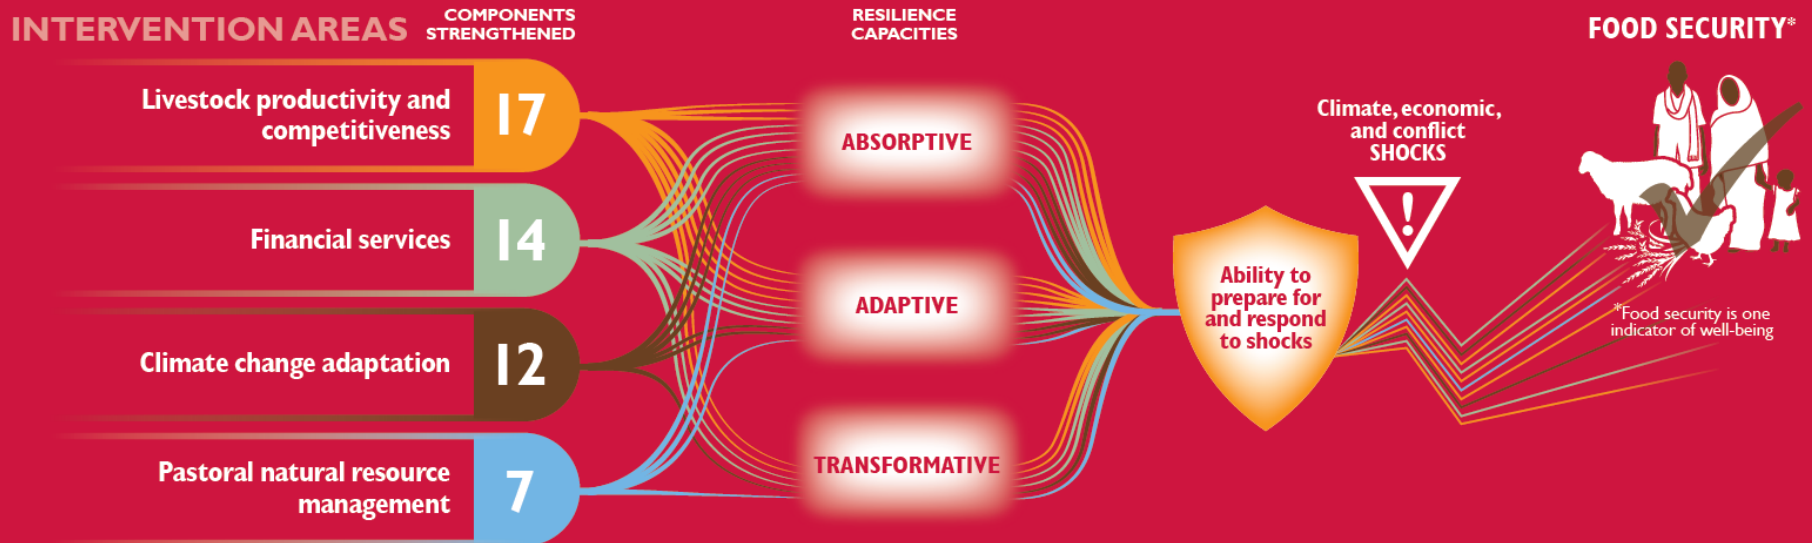 INTERVENTION AREAS
COMPONENTS
STRENGTHENED
RESILIENCE
CAPACITIES
FOOD SECURITY*
Livestock productivity and
competitiveness
17
Financial services
14
Climate change adaptation
12
Pastoral natural resource
management
7
ABSORPTIVE
ADAPTIVE
TRANSFORMATIVE
Ability to
prepare for
and respond
to shocks
Climate, economic,
and conflict
SHOCKS
!
*Food security is one
indicator of well-being